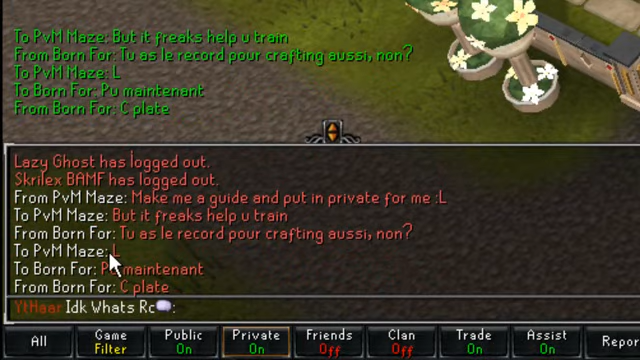 To PvM Maze: But it freaks help u train
From Born For: Tu as le record pour crafting aussi, non?
To PvM Maze: L
To Born For: Pu maintenant
From Born For: C plate
Lazy Ghost has logged out.
Skrilex BAMF has logged out.
From PvM Maze: Make me a guide and put in private for me :L
To PvM Maze: But it freaks help u train
From Born For: Tu as le record pour crafting aussi, non?
To PvM Maze: L
To Born For: Pu maintenant
From Born For: C plate
YtHaar Idk Whats Rc:
All
Game
Filter
Public
On
Private
On
Friends
Off
Clan
Off
Trade
On
Assist
On
Repor